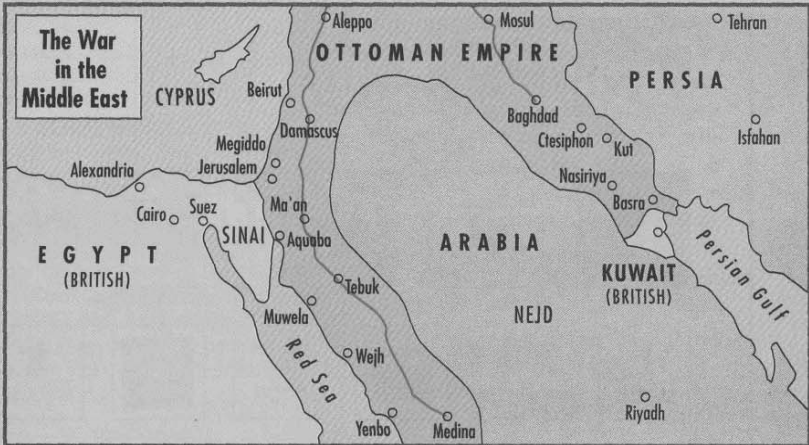 The War
in the
Middle East
Aleppo
Mosul
Tehran
OTTOMAN EMPIRE
PERSIA
CYPRUS
Beirut
Damascus
Baghdad
Ctesiphon
Kut
Isfahan
Megiddo
Jerusalem
Alexandria
Nasiriya
Basra
Cairo
Suez
Ma'an
SINAI
Aquaba
ARABIA
EGYPT
(BRITISH)
KUWAIT
(BRITISH)
Persian Gulf
Tebuk
Muwela
NEJD
Red Sea
Wejh
Yenbo
Medina
Riyadh